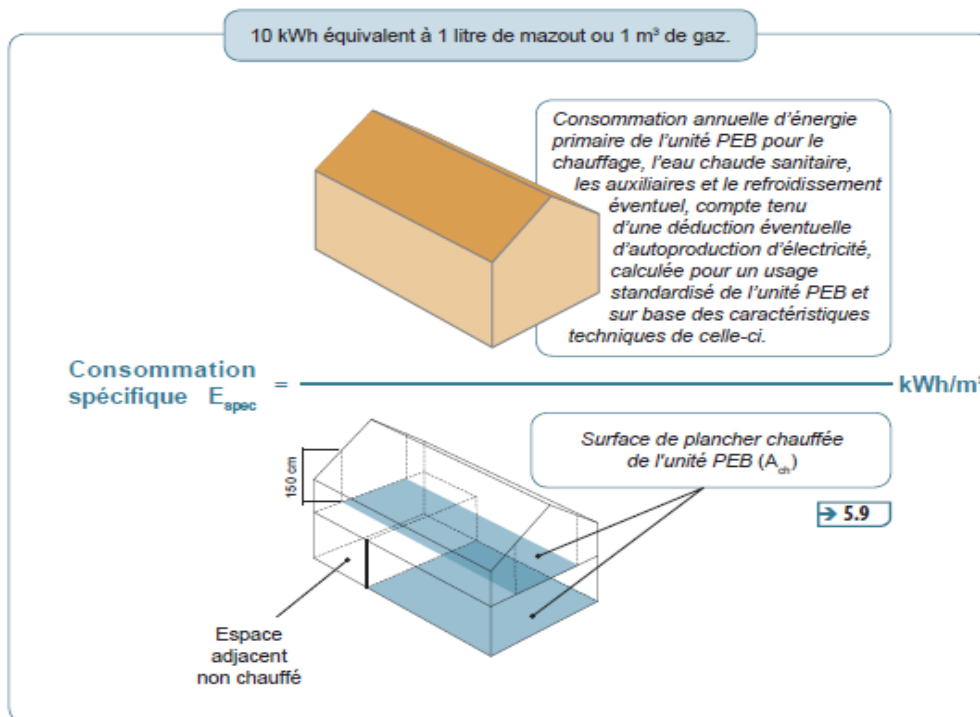 10 kWh équivalent à 1 litre de mazout ou 1 m³ de gaz.
Consommation annuelle d'énergie
primaire de l'unité PEB pour le
chauffage, l'eau chaude sanitaire,
les auxiliaires et le refroidissement
éventuel, compte tenu
d'une déduction éventuelle
d'autoproduction d'électricité,
calculée pour un usage
standardisé de l'unité PEB et
sur base des caractéristiques
techniques de celle-ci.
Consommation
spécifique E_spec =
kWh/m²
Surface de plancher chauffée
de l'unité PEB (A_ch)
150 cm
→ 5.9
Espace
adjacent
non chauffé